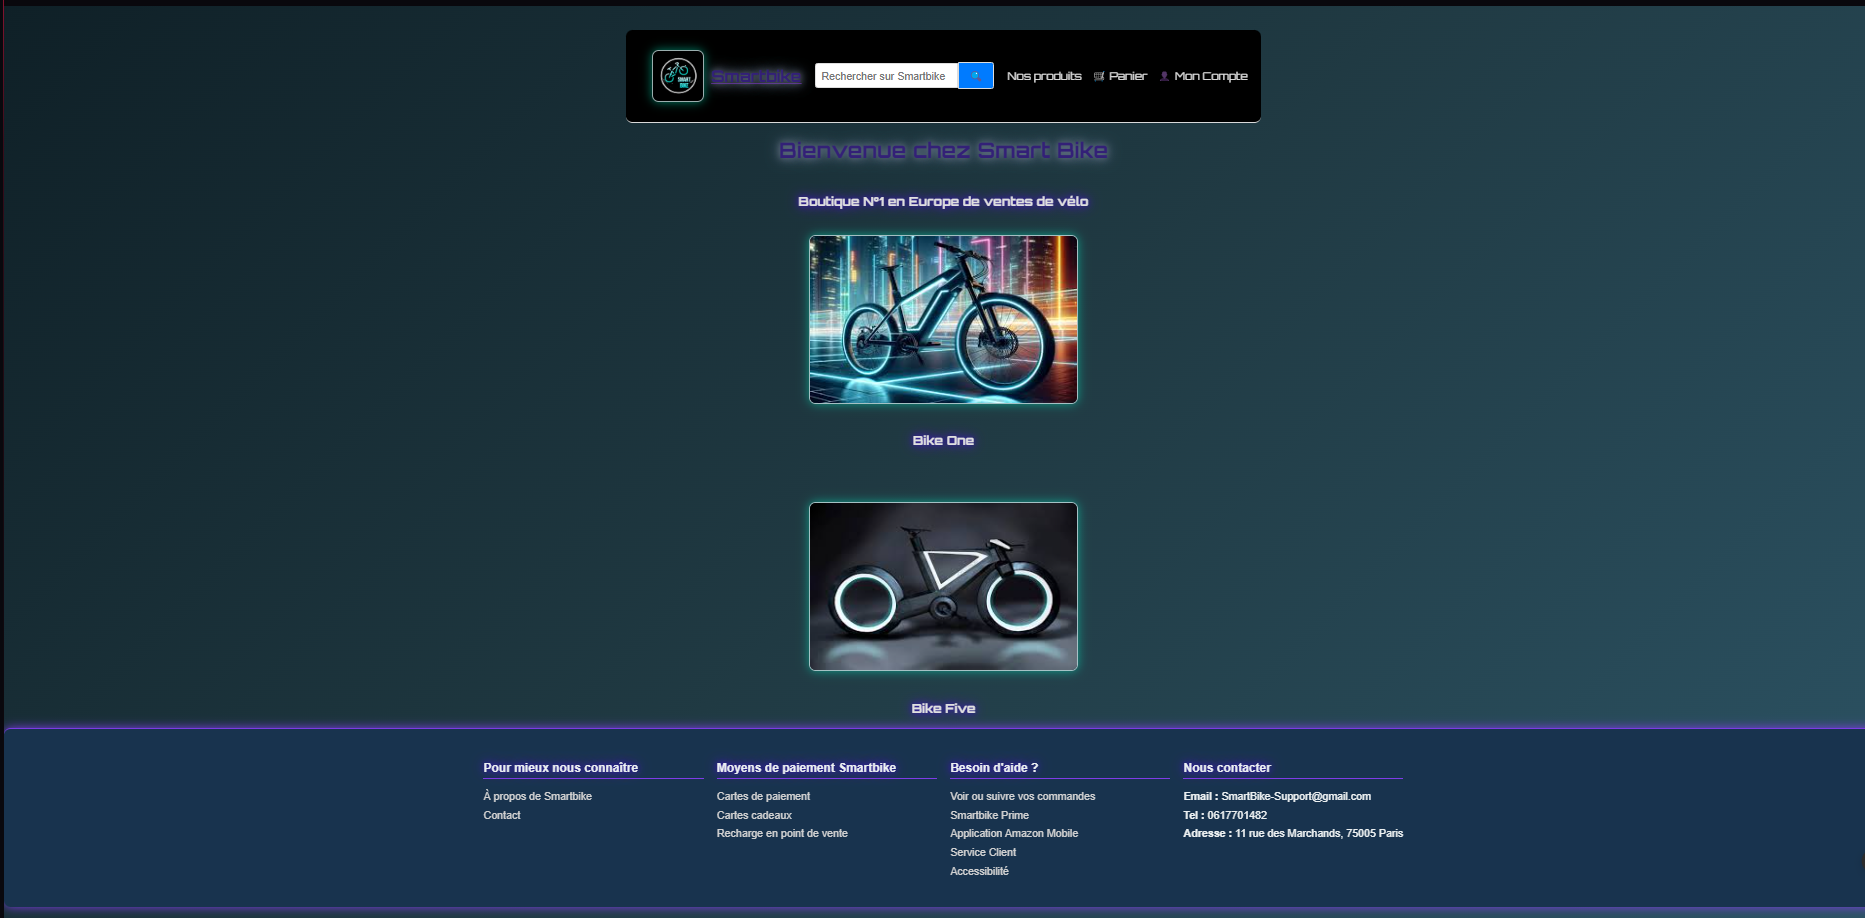 SMART
BIKE
Smartbike
Rechercher sur Smartbike
Nos produits
Panier
Mon Compte
Bienvenue chez Smart Bike
Boutique N°1 en Europe de ventes de vélo
Bike One
Bike Five
Pour mieux nous connaître
À propos de Smartbike
Contact
Moyens de paiement Smartbike
Cartes de paiement
Cartes cadeaux
Recharge en point de vente
Besoin d'aide ?
Voir ou suivre vos commandes
Smartbike Prime
Application Amazon Mobile
Service Client
Accessibilité
Nous contacter
Email : SmartBike-Support@gmail.com
Tel : 0617701482
Adresse : 11 rue des Marchands, 75005 Paris